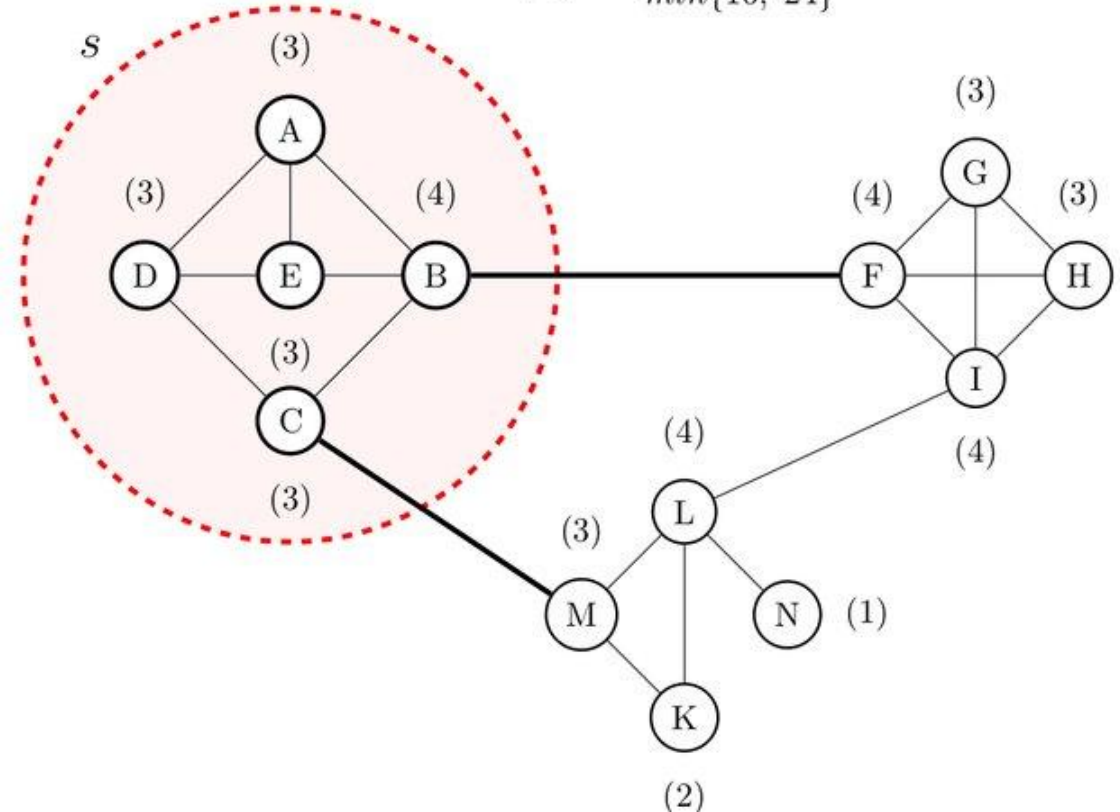 min{16, 24}
s
(3)
A
(3)
(4)
D
E
B
(3)
C
(3)
(3)
G
(4)
(3)
F
H
I
(4)
(4)
L
(3)
M
N
(1)
K
(2)